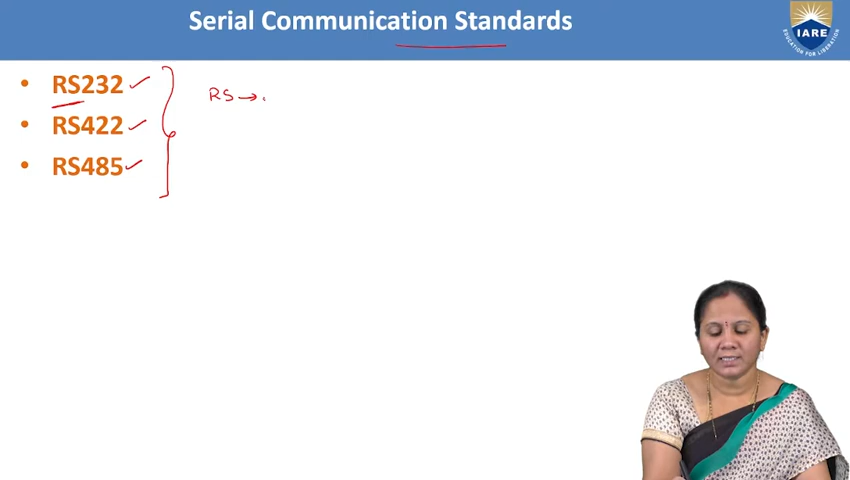 Serial Communication Standards
IARE
EDUCATION FOR LIBERATION
• RS232
• RS422
• RS485
RS →